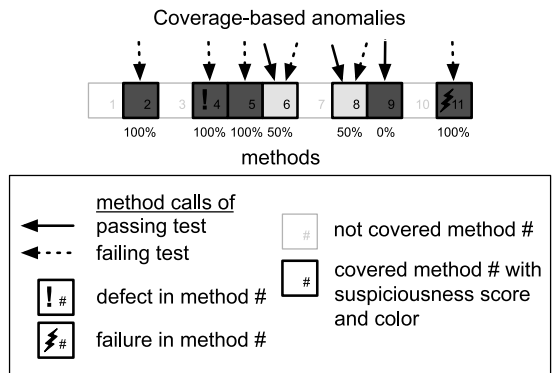 Coverage-based anomalies
1 2 3 ! 4 5 6 7 8 9 10 11
100% 100% 100% 50% 50% 0% 100%
methods
method calls of
passing test
failing test
! # defect in method #
# failure in method #
# not covered method #
# covered method # with
suspiciousness score
and color